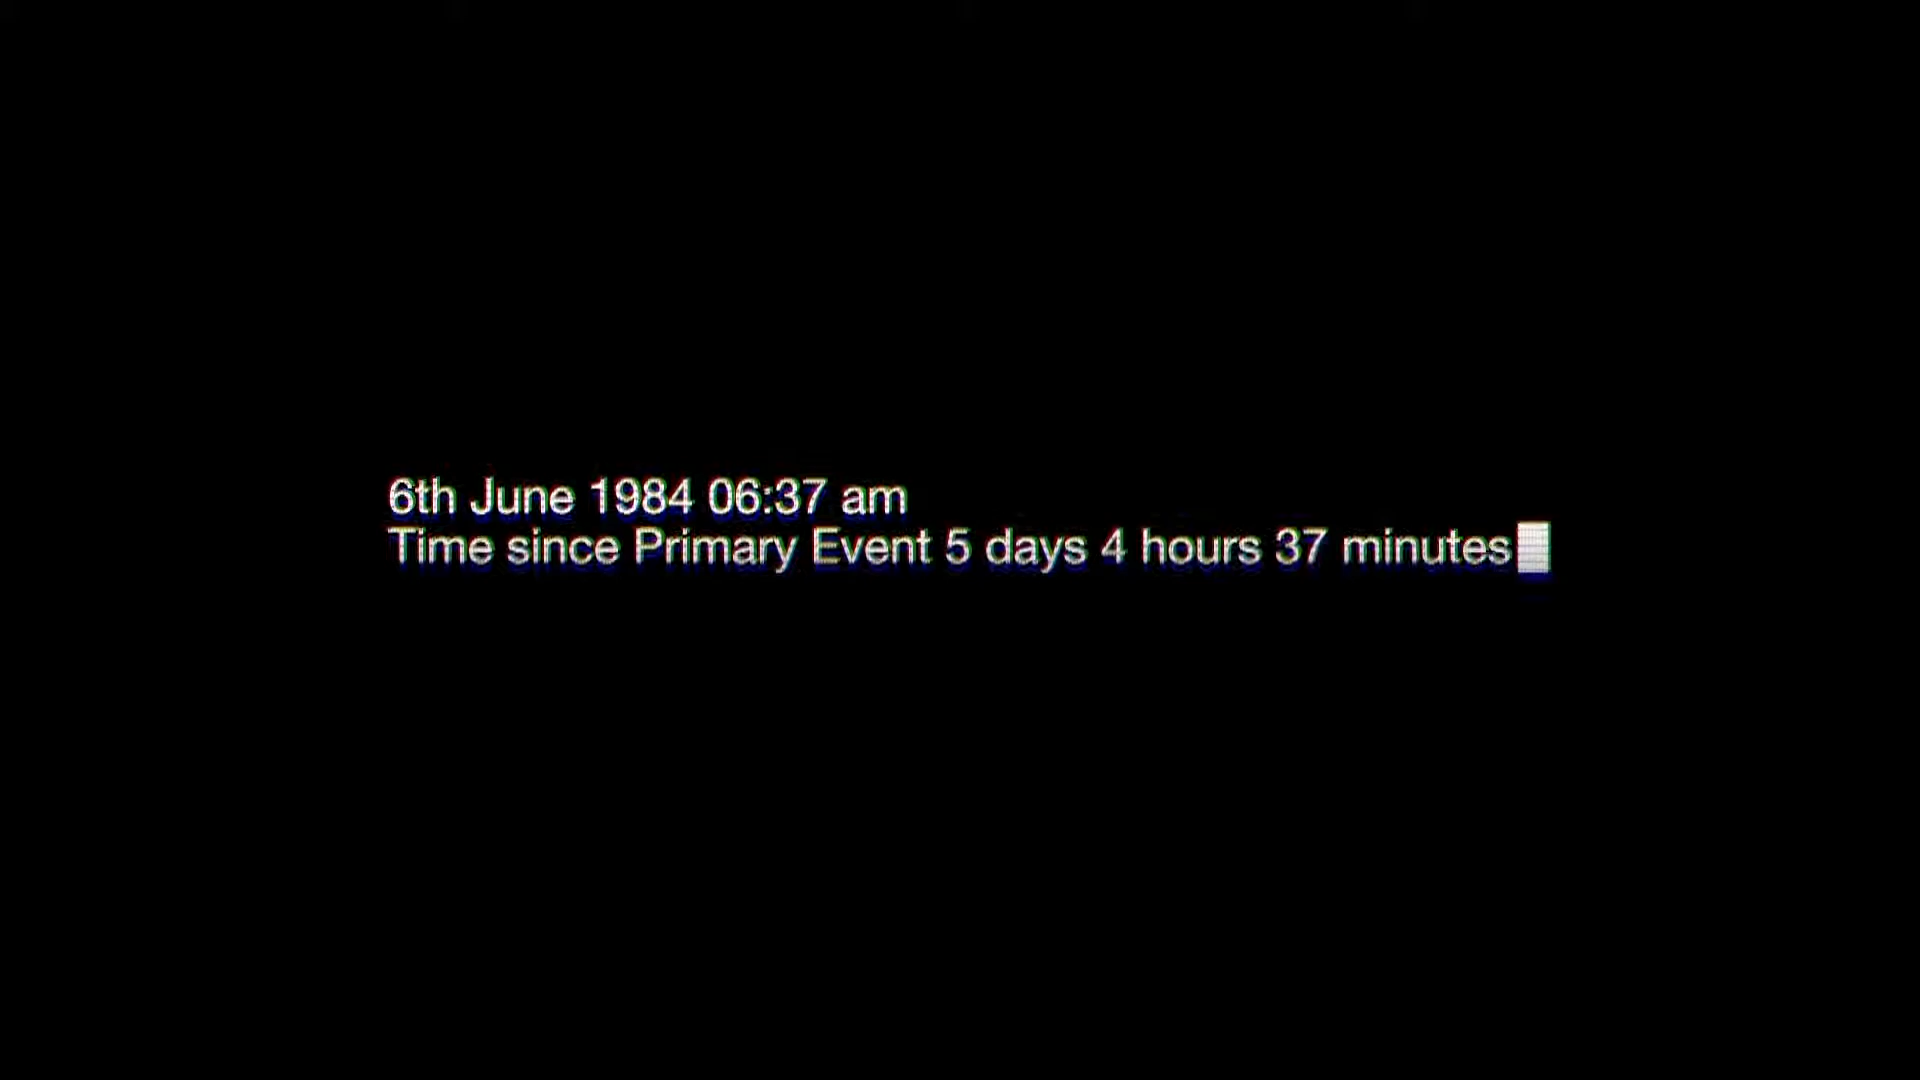 6th June 1984 06:37 am
Time since Primary Event 5 days 4 hours 37 minutes